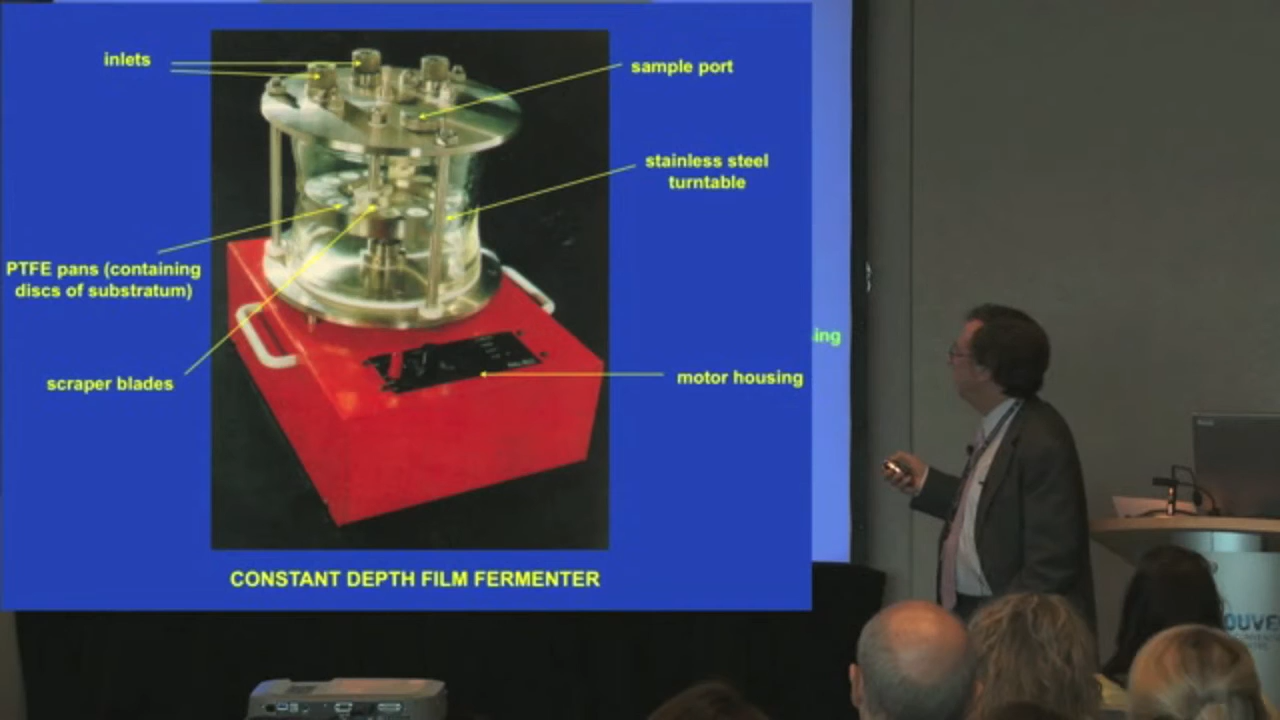 inlets
sample port
stainless steel
turntable
PTFE pans (containing
discs of substratum)
scraper blades
motor housing
CONSTANT DEPTH FILM FERMENTER
ing
OUVE